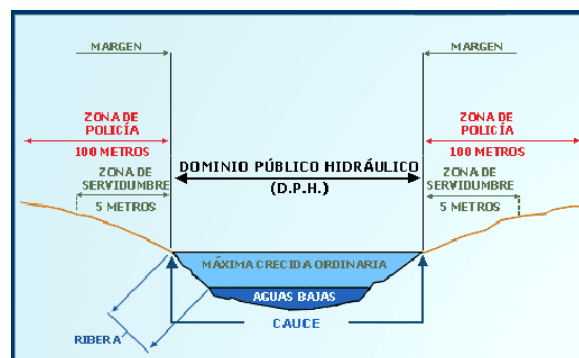 MARGEN
MARGEN
ZONA DE
POLICÍA
100 METROS
ZONA DE
POLICÍA
100 METROS
DOMINIO PÚBLICO HIDRÁULICO
(D.P.H.)
ZONA DE
SERVIDUMBRE
5 METROS
ZONA DE
SERVIDUMBRE
5 METROS
MÁXIMA CRECIDA ORDINARIA
AGUAS BAJAS
CAUCE
RIBERA